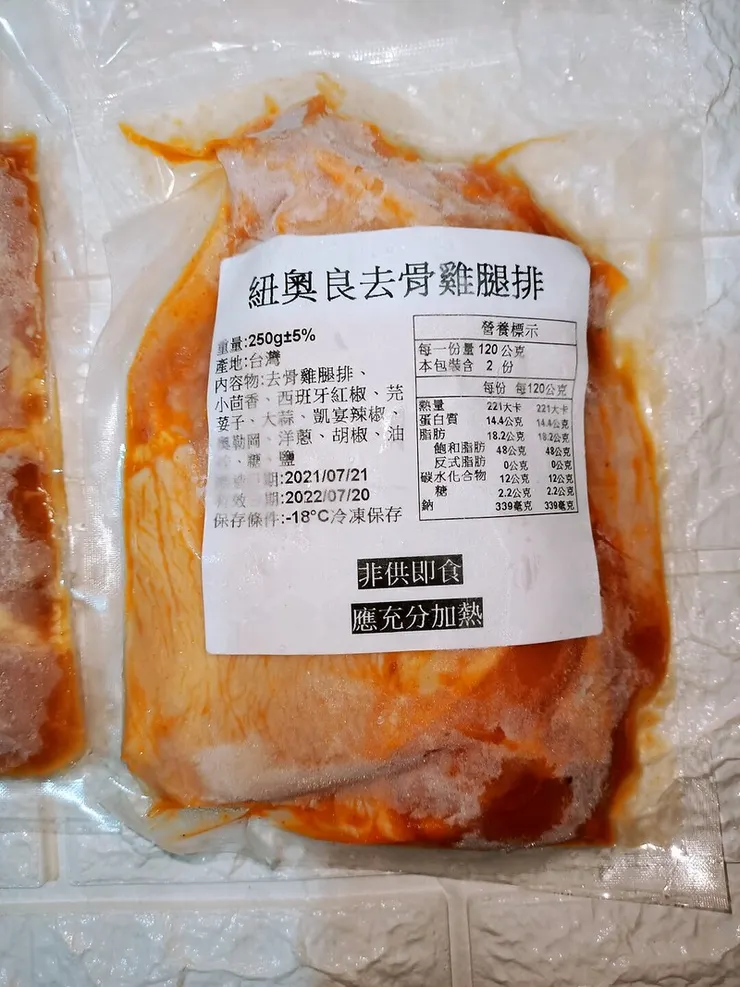 紐奧良去骨雞腿排
重量:250g±5%
產地:台灣
內容物:去骨雞腿排、
小茴香、西班牙紅椒、芫
荽子、大蒜、凱宴辣椒、
奧勒岡、洋蔥、胡椒、油
、糖、鹽
期:2021/07/21
有效 期:2022/07/20
保存條件:-18°C冷凍保存
營養標示
每一份量 120 公克
本包裝含 2 份
每份 每120公克
熱量 221大卡 221大卡
蛋白質 14.4公克 14.4公克
脂肪 18.2公克 18.2公克
飽和脂肪 48公克 48公克
反式脂肪 0公克 0公克
碳水化合物 12公克 12公克
糖 2.2公克 2.2公克
鈉 339毫克 339毫克
非供即食
應充分加熱